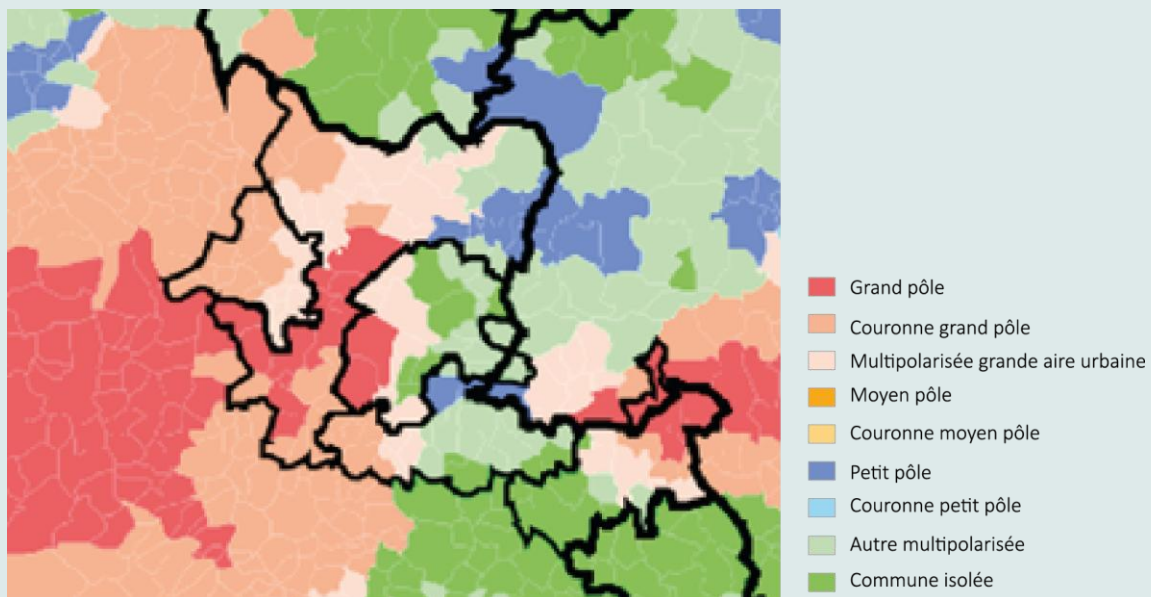 Grand pôle
Couronne grand pôle
Multipolarisée grande aire urbaine
Moyen pôle
Couronne moyen pôle
Petit pôle
Couronne petit pôle
Autre multipolarisée
Commune isolée